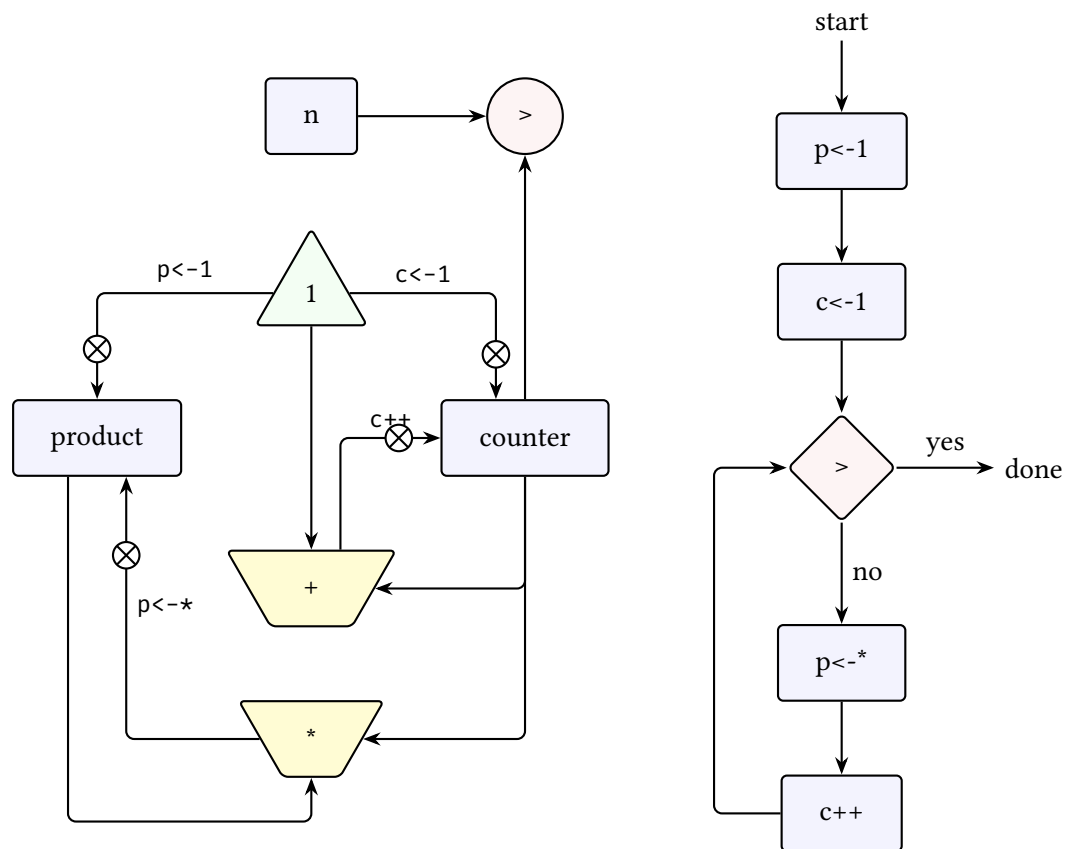 n
>
p<-1
1
c<-1
product
c++
counter
+
p<-*
*
start
p<-1
c<-1
>
yes
done
no
p<-*
c++